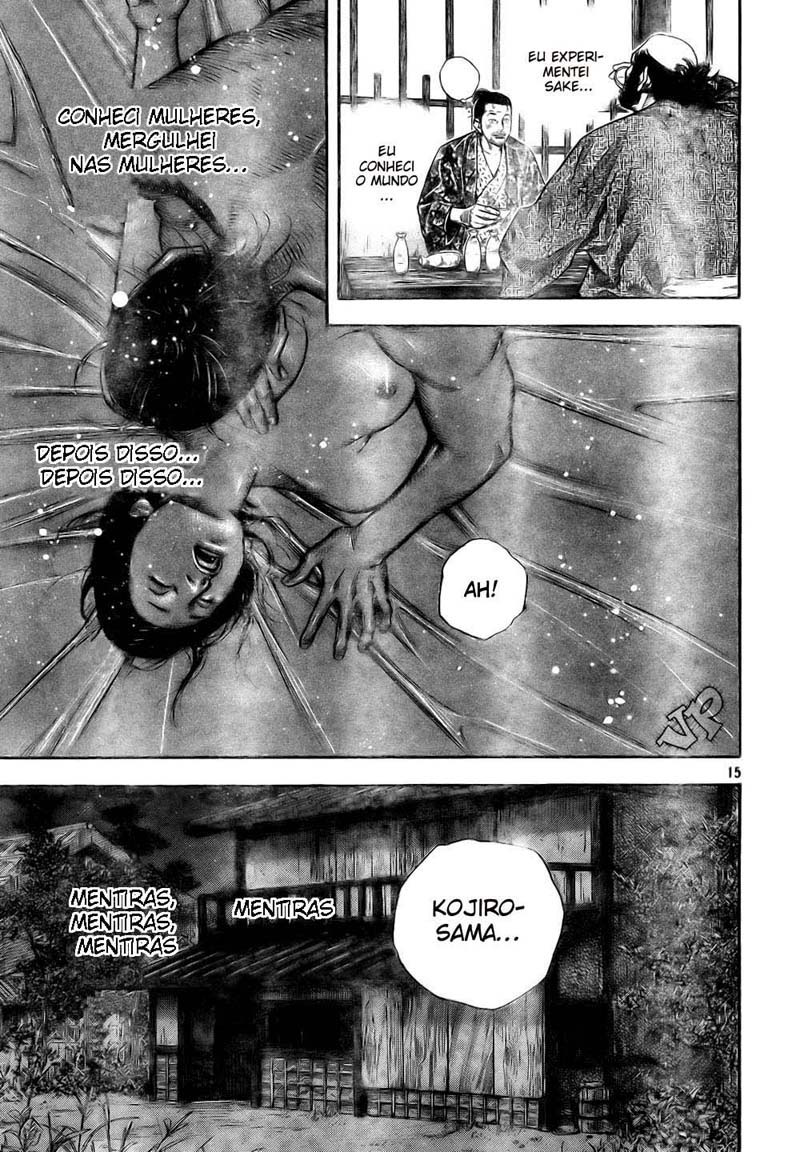 EU EXPERI-
MENTEI
SAKE...
EU
CONHECI
O MUNDO
...
CONHECI MULHERES,
MERGULHEI
NAS MULHERES...
DEPOIS DISSO...
DEPOIS DISSO...
AH!
VP
15
KOJIRO-
SAMA...
MENTIRAS
MENTIRAS,
MENTIRAS,
MENTIRAS